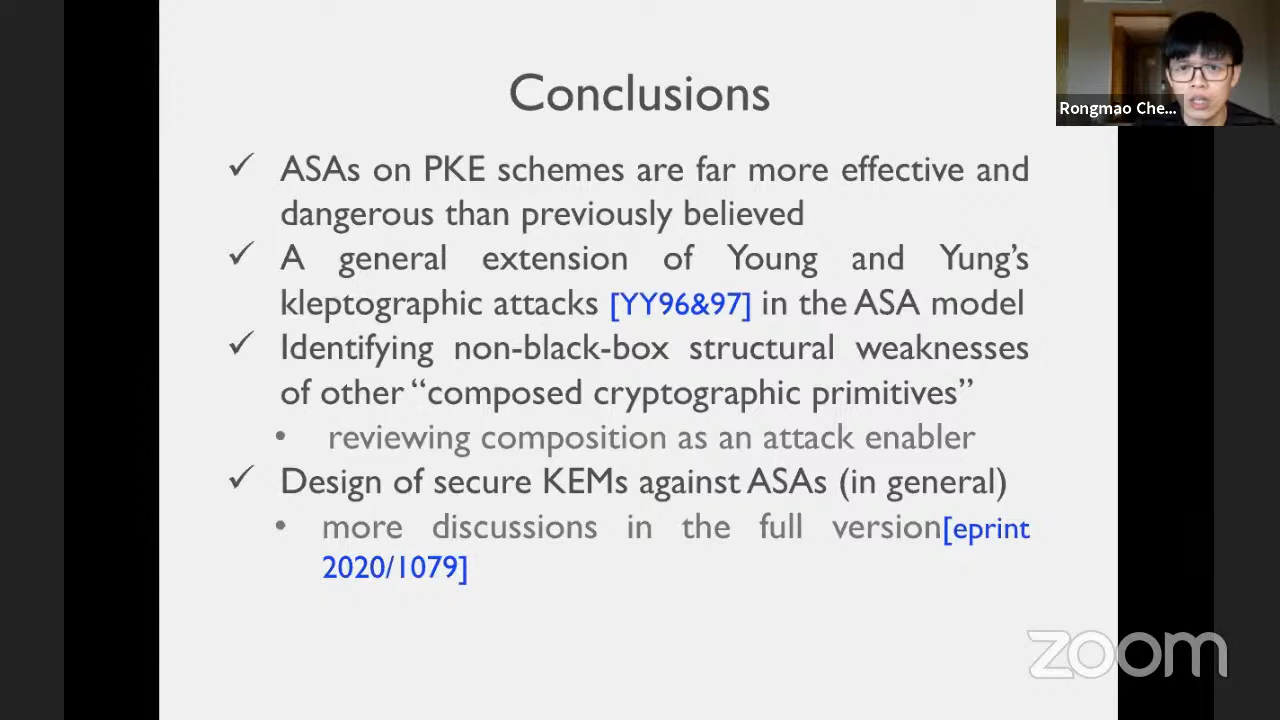 Conclusions
Rongmao Che...
✓ ASAs on PKE schemes are far more effective and
dangerous than previously believed
✓ A general extension of Young and Yung’s
kleptographic attacks [YY96&97] in the ASA model
✓ Identifying non-black-box structural weaknesses
of other “composed cryptographic primitives”
• reviewing composition as an attack enabler
✓ Design of secure KEMs against ASAs (in general)
• more discussions in the full version[eprint
2020/1079]
zoom